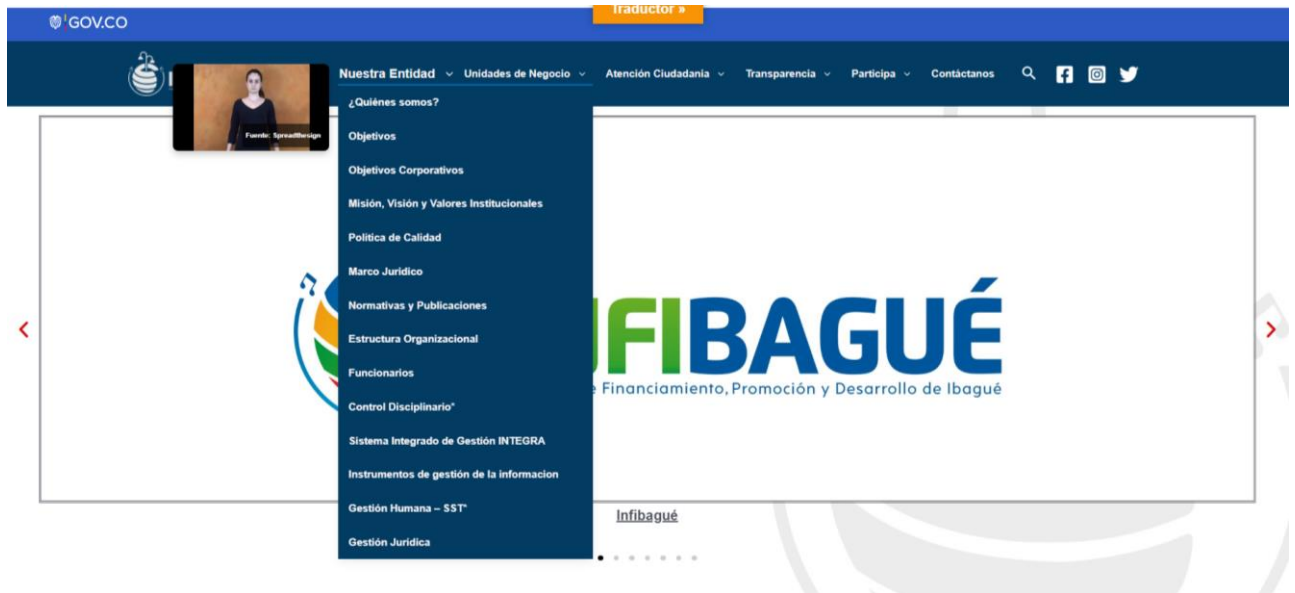 GOV.CO
Traductor »
Nuestra Entidad Unidades de Negocio Atención Ciudadania Transparencia Participa Contáctanos
Fuente: Spreadthesign
¿Quiénes somos?
Objetivos
Objetivos Corporativos
Misión, Visión y Valores Institucionales
Política de Calidad
Marco Jurídico
Normativas y Publicaciones
Estructura Organizacional
Funcionarios
Control Disciplinario*
Sistema Integrado de Gestión INTEGRA
Instrumentos de gestión de la informacion
Gestión Humana – SST*
Gestión Jurídica
FIBAGUÉ
Financiamiento, Promoción y Desarrollo de Ibagué
Infibagué